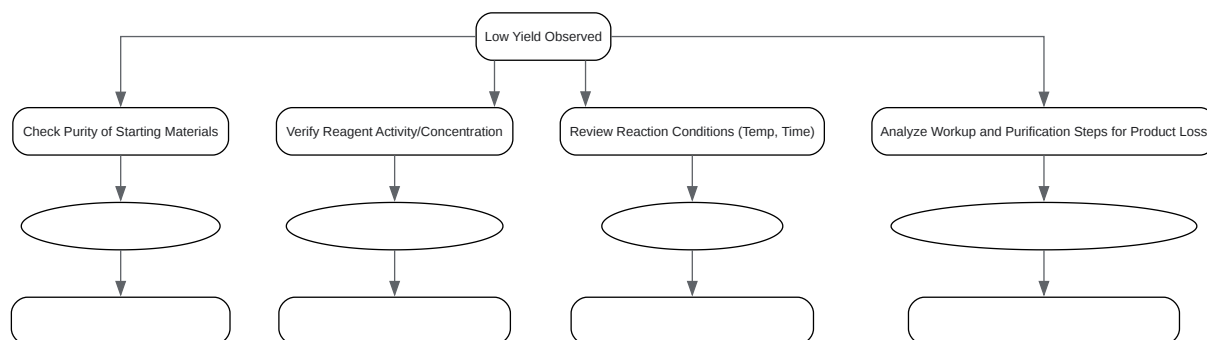 Low Yield Observed
Check Purity of Starting Materials
Verify Reagent Activity/Concentration
Review Reaction Conditions (Temp, Time)
Analyze Workup and Purification Steps for Product Loss